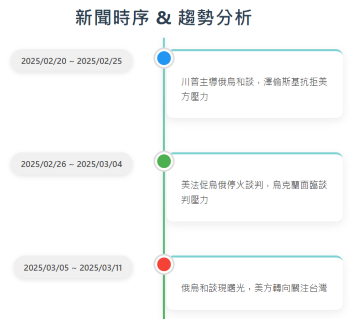 新聞時序 & 趨勢分析
2025/02/20 ~ 2025/02/25
川普主導俄烏和談，澤倫斯基抗拒美
方壓力
2025/02/26 ~ 2025/03/04
美法促烏俄停火談判，烏克蘭面臨談
判壓力
2025/03/05 ~ 2025/03/11
俄烏和談現曙光，美方轉向關注台灣